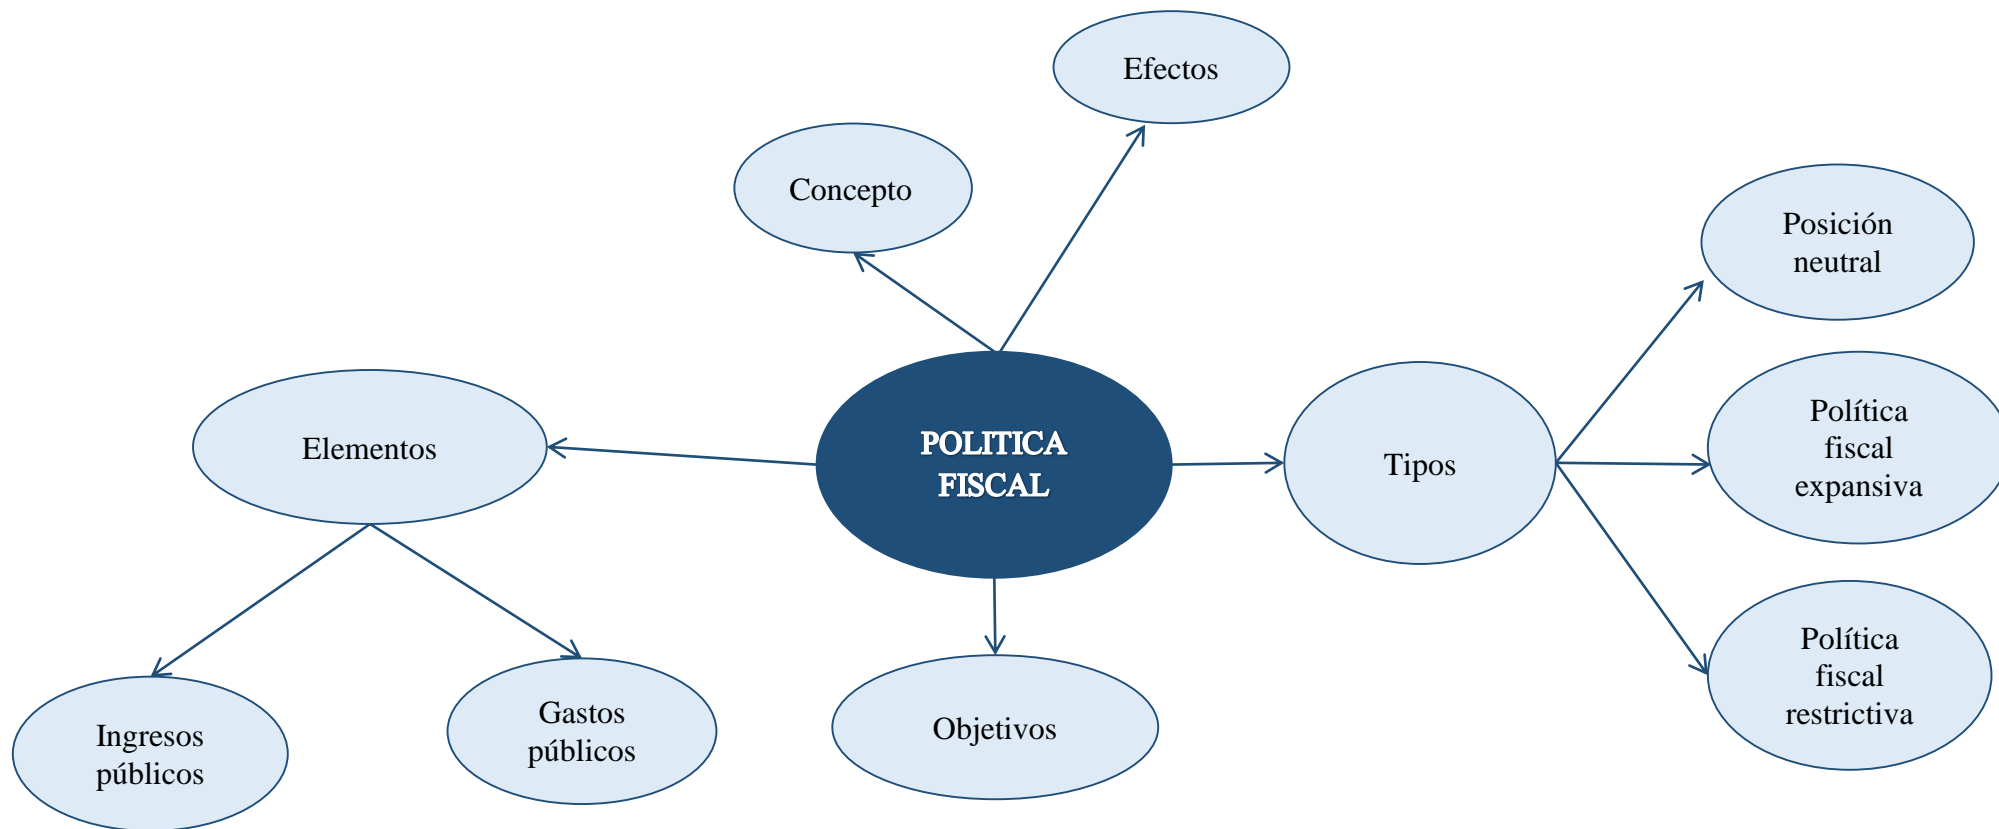 Efectos
Concepto
Posición
neutral
POLITICA
FISCAL
Elementos
Tipos
Política
fiscal
expansiva
Política
fiscal
restrictiva
Ingresos
públicos
Gastos
públicos
Objetivos